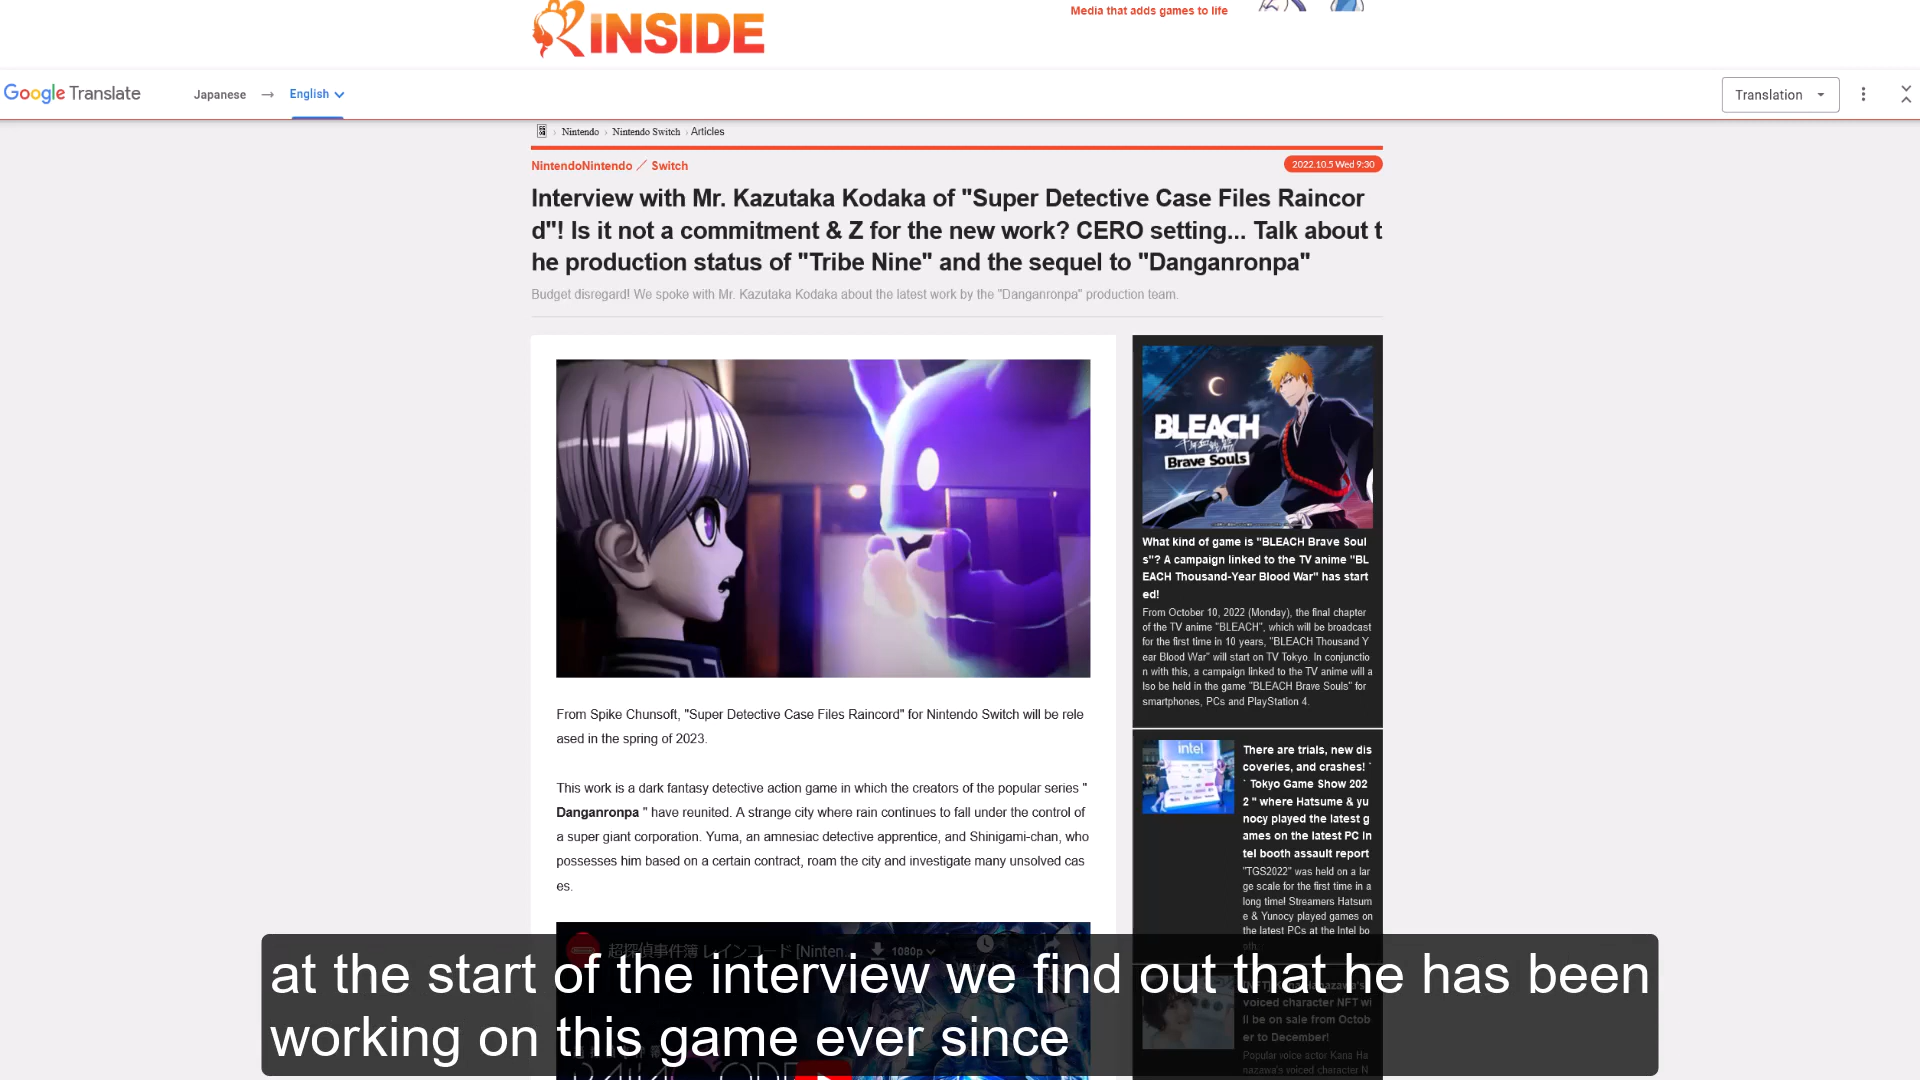 INSIDE
Media that adds games to life
Google Translate
Japanese → English
Translation
› Nintendo › Nintendo Switch › Articles
NintendoNintendo ／ Switch
2022.10.5 Wed 9:30
Interview with Mr. Kazutaka Kodaka of "Super Detective Case Files Raincor
d"! Is it not a commitment & Z for the new work? CERO setting... Talk about t
he production status of "Tribe Nine" and the sequel to "Danganronpa"
Budget disregard! We spoke with Mr. Kazutaka Kodaka about the latest work by the "Danganronpa" production team.
From Spike Chunsoft, "Super Detective Case Files Raincord" for Nintendo Switch will be rele
ased in the spring of 2023.
This work is a dark fantasy detective action game in which the creators of the popular series "
Danganronpa " have reunited. A strange city where rain continues to fall under the control of
a super giant corporation. Yuma, an amnesiac detective apprentice, and Shinigami-chan, who
possesses him based on a certain contract, roam the city and investigate many unsolved cas
es.
超探偵事件簿 レインコード [Ninten...
1080p
BLEACH
Brave Souls
What kind of game is "BLEACH Brave Soul
s"? A campaign linked to the TV anime "BL
EACH Thousand-Year Blood War" has start
ed!
From October 10, 2022 (Monday), the final chapter
of the TV anime "BLEACH", which will be broadcast
for the first time in 10 years, "BLEACH Thousand Y
ear Blood War" will start on TV Tokyo. In conjunctio
n with this, a campaign linked to the TV anime will a
lso be held in the game "BLEACH Brave Souls" for
smartphones, PCs and PlayStation 4.
intel
There are trials, new dis
coveries, and crashes! `
` Tokyo Game Show 202
2 '' where Hatsume & yu
nocy played the latest g
ames on the latest PC In
tel booth assault report
"TGS2022" was held on a lar
ge scale for the first time in a
long time! Streamers Hatsum
e & Yunocy played games on
the latest PCs at the Intel bo
oth.
[NFT] Kana Hanazawa's
voiced character NFT wi
ll be on sale from Octob
er to December!
Popular voice actor Kana Ha
nazawa's voiced character N
at the start of the interview we find out that he has been
working on this game ever since